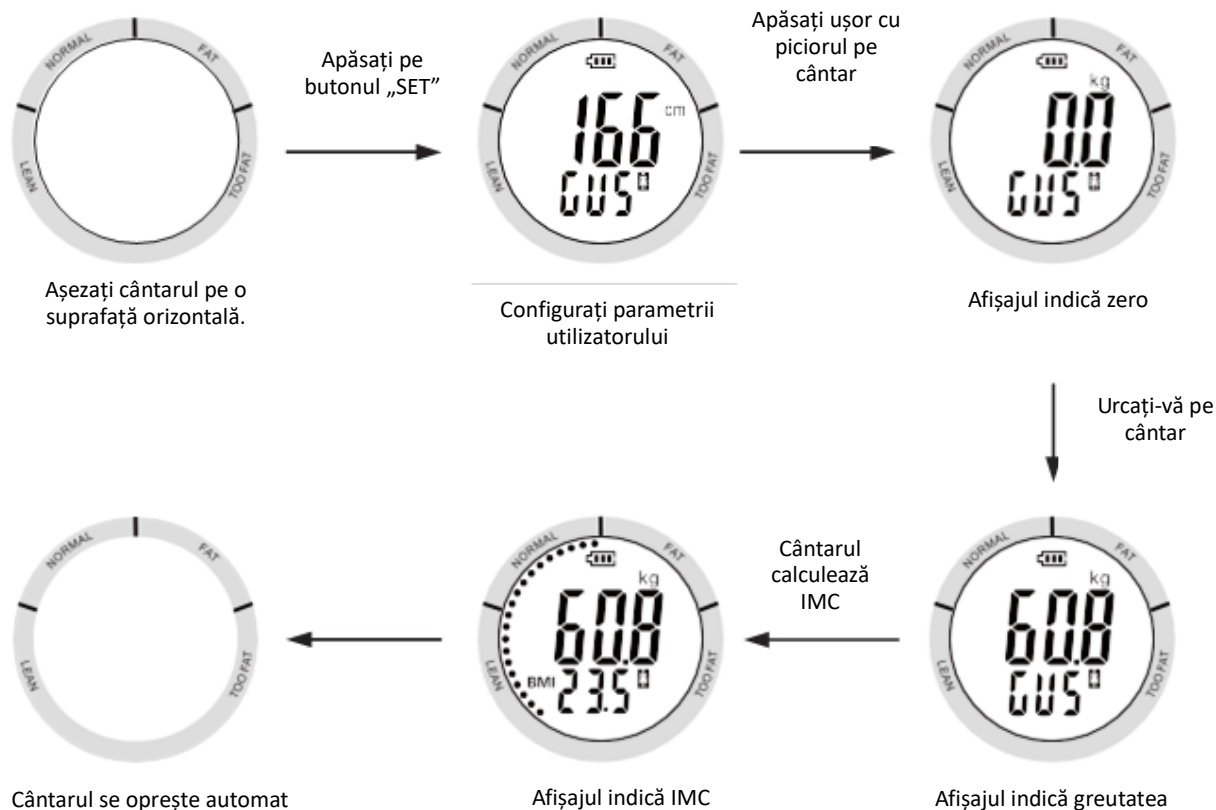 NORMAL
FAT
LEAN
TOO FAT
Așezați cântarul pe o
suprafață orizontală.
Apăsați pe
butonul „SET”
NORMAL
FAT
LEAN
TOO FAT
166 cm
GUS
Configurați parametrii
utilizatorului
Apăsați ușor cu
piciorul pe
cântar
NORMAL
FAT
LEAN
TOO FAT
kg
0.0
GUS
Afișajul indică zero
Urcați-vă pe
cântar
NORMAL
FAT
LEAN
TOO FAT
kg
60.8
GUS
Afișajul indică greutatea
Cântarul
calculează
IMC
NORMAL
FAT
LEAN
TOO FAT
kg
60.8
BMI 23.5
Afișajul indică IMC
NORMAL
FAT
LEAN
TOO FAT
Cântarul se oprește automat